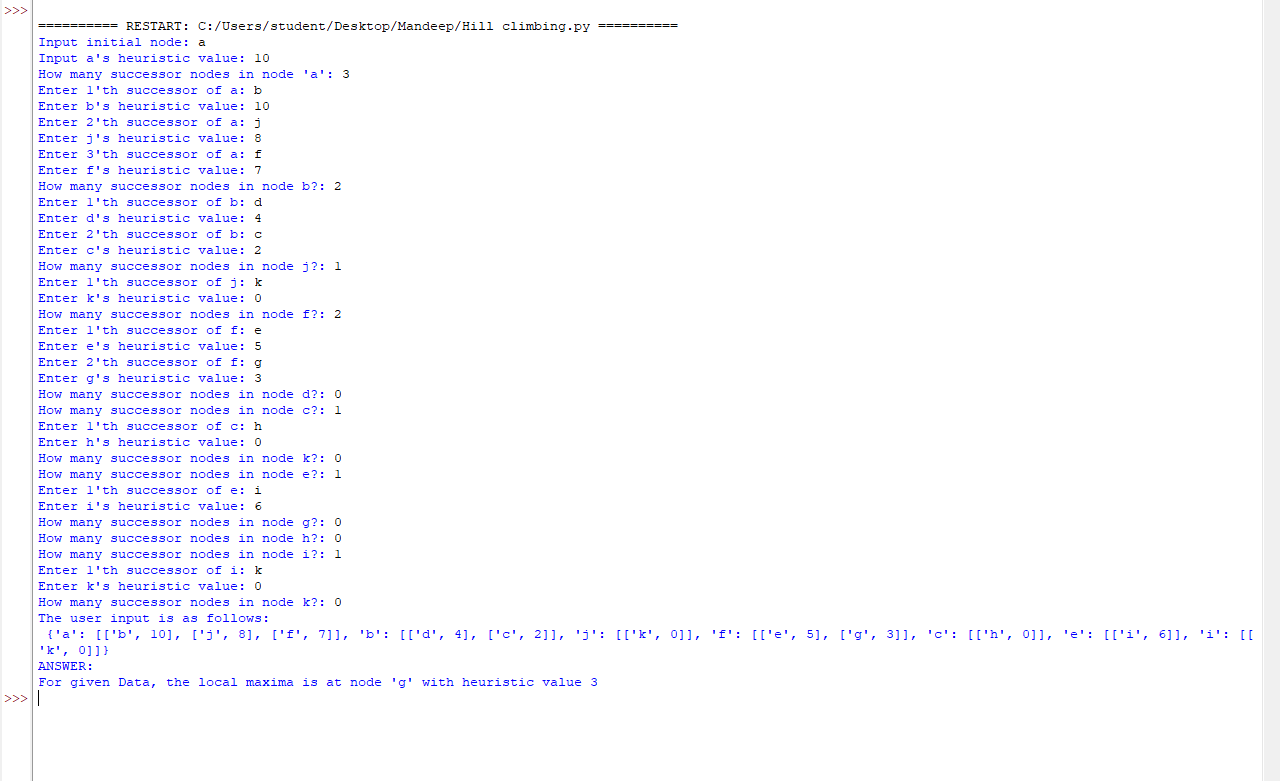 >>>
========== RESTART: C:/Users/student/Desktop/Mandeep/Hill climbing.py ==========
Input initial node: a
Input a's heuristic value: 10
How many successor nodes in node 'a': 3
Enter 1'th successor of a: b
Enter b's heuristic value: 10
Enter 2'th successor of a: j
Enter j's heuristic value: 8
Enter 3'th successor of a: f
Enter f's heuristic value: 7
How many successor nodes in node b?: 2
Enter 1'th successor of b: d
Enter d's heuristic value: 4
Enter 2'th successor of b: c
Enter c's heuristic value: 2
How many successor nodes in node j?: 1
Enter 1'th successor of j: k
Enter k's heuristic value: 0
How many successor nodes in node f?: 2
Enter 1'th successor of f: e
Enter e's heuristic value: 5
Enter 2'th successor of f: g
Enter g's heuristic value: 3
How many successor nodes in node d?: 0
How many successor nodes in node c?: 1
Enter 1'th successor of c: h
Enter h's heuristic value: 0
How many successor nodes in node k?: 0
How many successor nodes in node e?: 1
Enter 1'th successor of e: i
Enter i's heuristic value: 6
How many successor nodes in node g?: 0
How many successor nodes in node h?: 0
How many successor nodes in node i?: 1
Enter 1'th successor of i: k
Enter k's heuristic value: 0
How many successor nodes in node k?: 0
The user input is as follows:
 {'a': [['b', 10], ['j', 8], ['f', 7]], 'b': [['d', 4], ['c', 2]], 'j': [['k', 0]], 'f': [['e', 5], ['g', 3]], 'c': [['h', 0]], 'e': [['i', 6]], 'i': [[
'k', 0]]}
ANSWER:
For given Data, the local maxima is at node 'g' with heuristic value 3
>>>